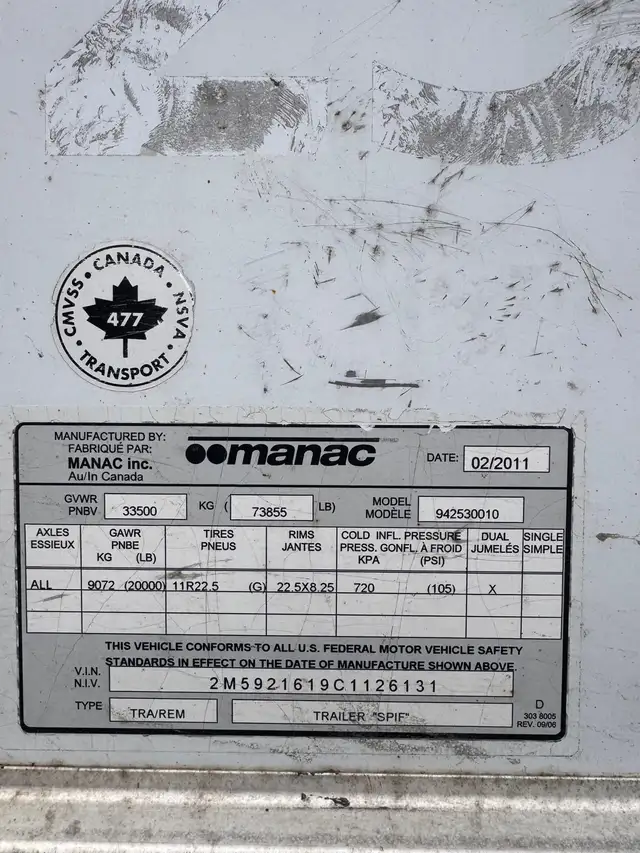 CMVSS • CANADA • NSVA • TRANSPORT •
477
MANUFACTURED BY:
FABRIQUÉ PAR:
MANAC inc.
Au/In Canada
manac
DATE: 02/2011
GVWR
PNBV 33500 KG ( 73855 LB) MODEL
MODÈLE 942530010
AXLES
ESSIEUX
GAWR
PNBE
KG (LB)
TIRES
PNEUS
RIMS
JANTES
COLD INFL. PRESSURE
PRESS. GONFL. À FROID
KPA (PSI)
DUAL
JUMELÉS
SINGLE
SIMPLE
ALL 9072 (20000) 11R22.5 (G) 22.5X8.25 720 (105) X
THIS VEHICLE CONFORMS TO ALL U.S. FEDERAL MOTOR VEHICLE SAFETY
STANDARDS IN EFFECT ON THE DATE OF MANUFACTURE SHOWN ABOVE.
V.I.N.
N.I.V. 2M5921619C1126131
TYPE TRA/REM TRAILER "SPIF"
D
303 8005
REV. 09/06